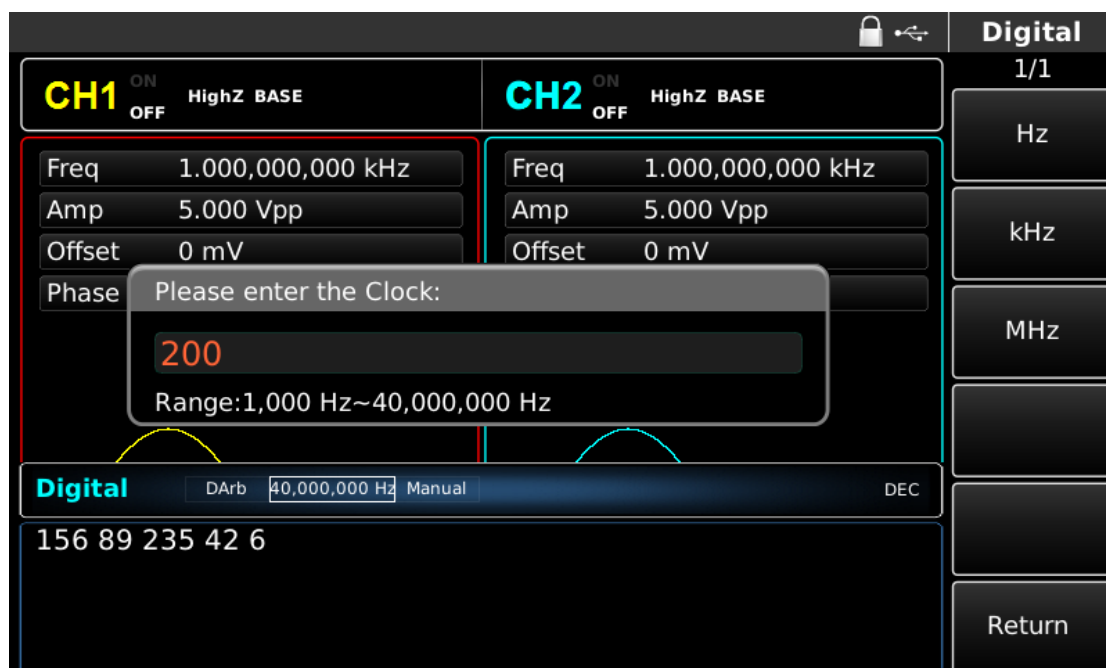 Digital
1/1
CH1 ON OFF HighZ BASE
CH2 ON OFF HighZ BASE
Hz
Freq 1.000,000,000 kHz
Freq 1.000,000,000 kHz
Amp 5.000 Vpp
Amp 5.000 Vpp
kHz
Offset 0 mV
Offset 0 mV
Phase
Please enter the Clock:
200
MHz
Range:1,000 Hz~40,000,000 Hz
Digital DArb 40,000,000 Hz Manual DEC
156 89 235 42 6
Return